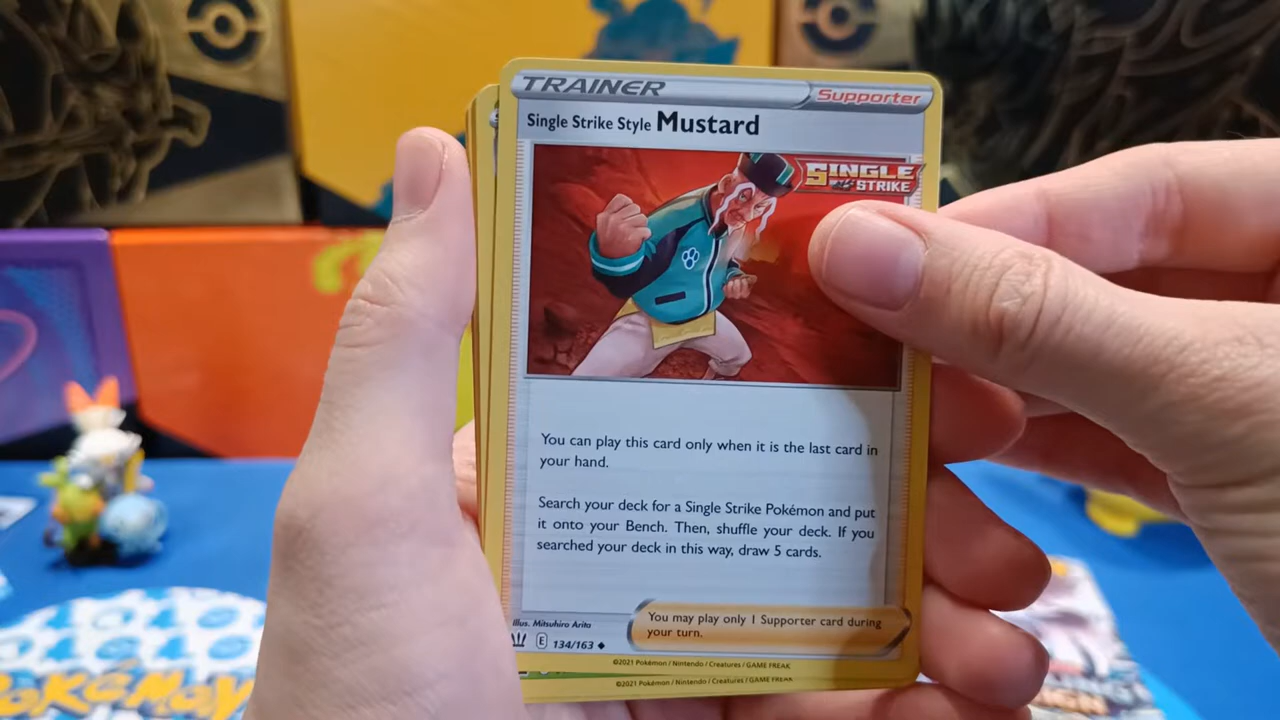 TRAINER
Supporter
Single Strike Style Mustard
SINGLE
STRIKE
You can play this card only when it is the last card in
your hand.
Search your deck for a Single Strike Pokémon and put
it onto your Bench. Then, shuffle your deck. If you
searched your deck in this way, draw 5 cards.
You may play only 1 Supporter card during
your turn.
Illus. Mitsuhiro Arita
E 134/163
©2021 Pokémon / Nintendo / Creatures / GAME FREAK
©2021 Pokémon / Nintendo / Creatures / GAME FREAK
POKéMON